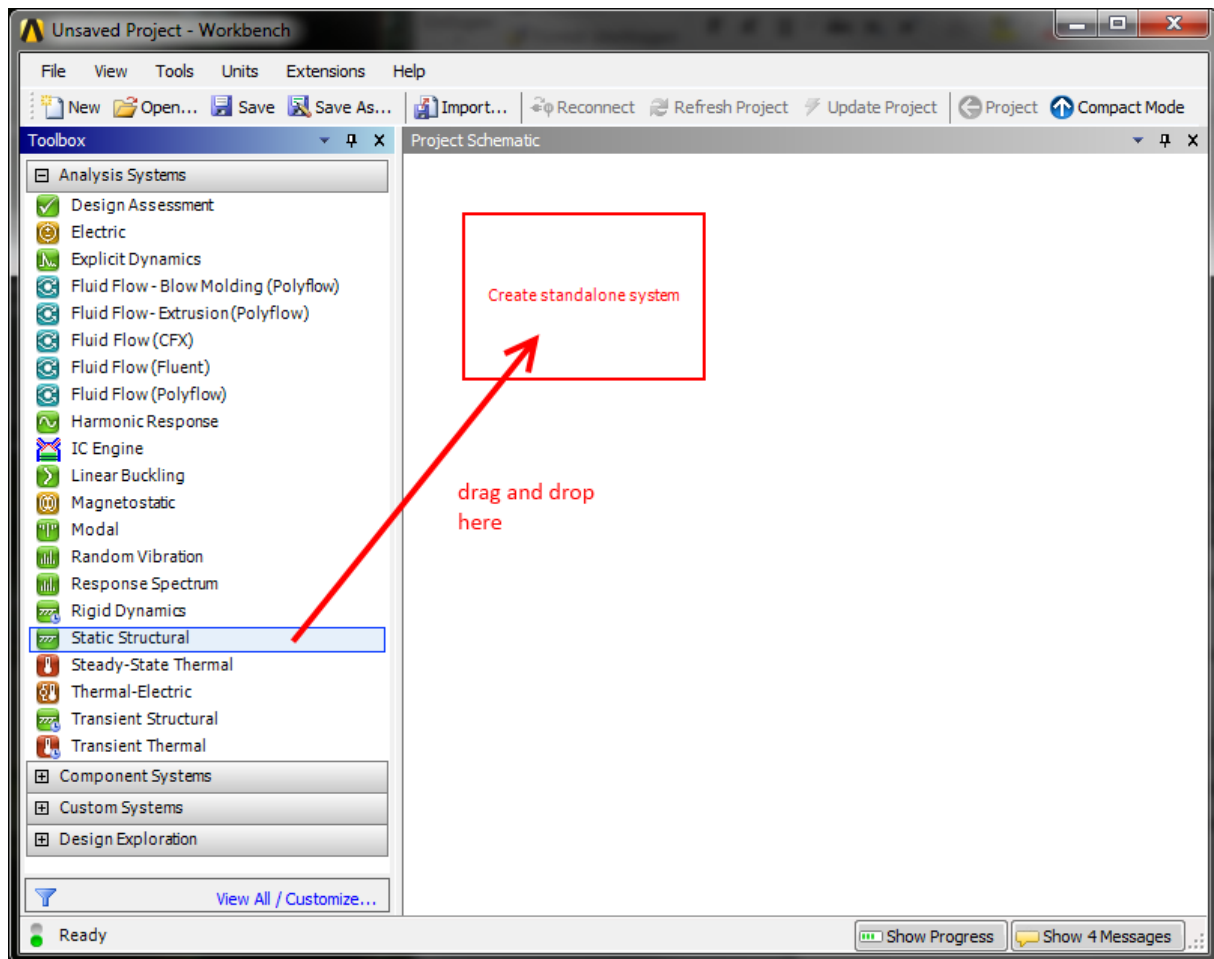 Unsaved Project - Workbench
File View Tools Units Extensions Help
New Open... Save Save As... Import... Reconnect Refresh Project Update Project Project Compact Mode
Toolbox
Project Schematic
Analysis Systems
Design Assessment
Electric
Explicit Dynamics
Fluid Flow - Blow Molding (Polyflow)
Fluid Flow - Extrusion (Polyflow)
Fluid Flow (CFX)
Fluid Flow (Fluent)
Fluid Flow (Polyflow)
Harmonic Response
IC Engine
Linear Buckling
Magnetostatic
Modal
Random Vibration
Response Spectrum
Rigid Dynamics
Static Structural
Steady-State Thermal
Thermal-Electric
Transient Structural
Transient Thermal
Component Systems
Custom Systems
Design Exploration
View All / Customize...
Create standalone system
drag and drop
here
Ready
Show Progress
Show 4 Messages